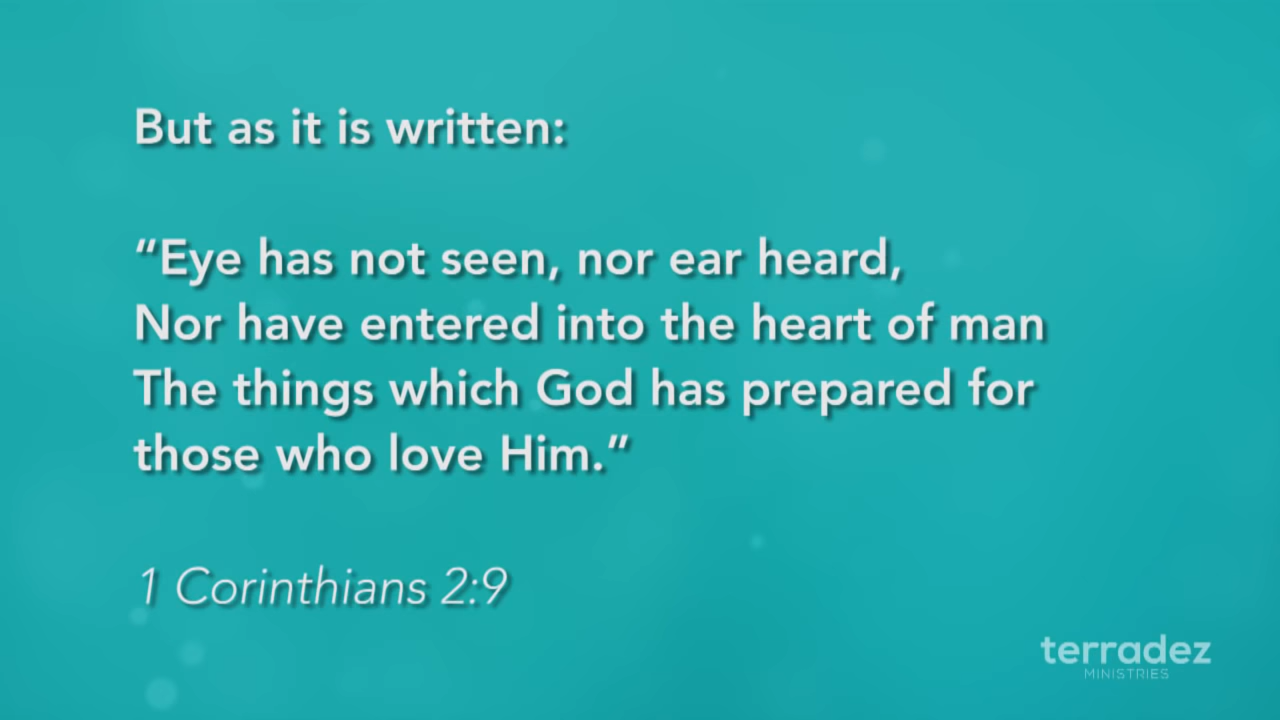 But as it is written:
“Eye has not seen, nor ear heard,
Nor have entered into the heart of man
The things which God has prepared for
those who love Him.”
1 Corinthians 2:9
terradez
MINISTRIES